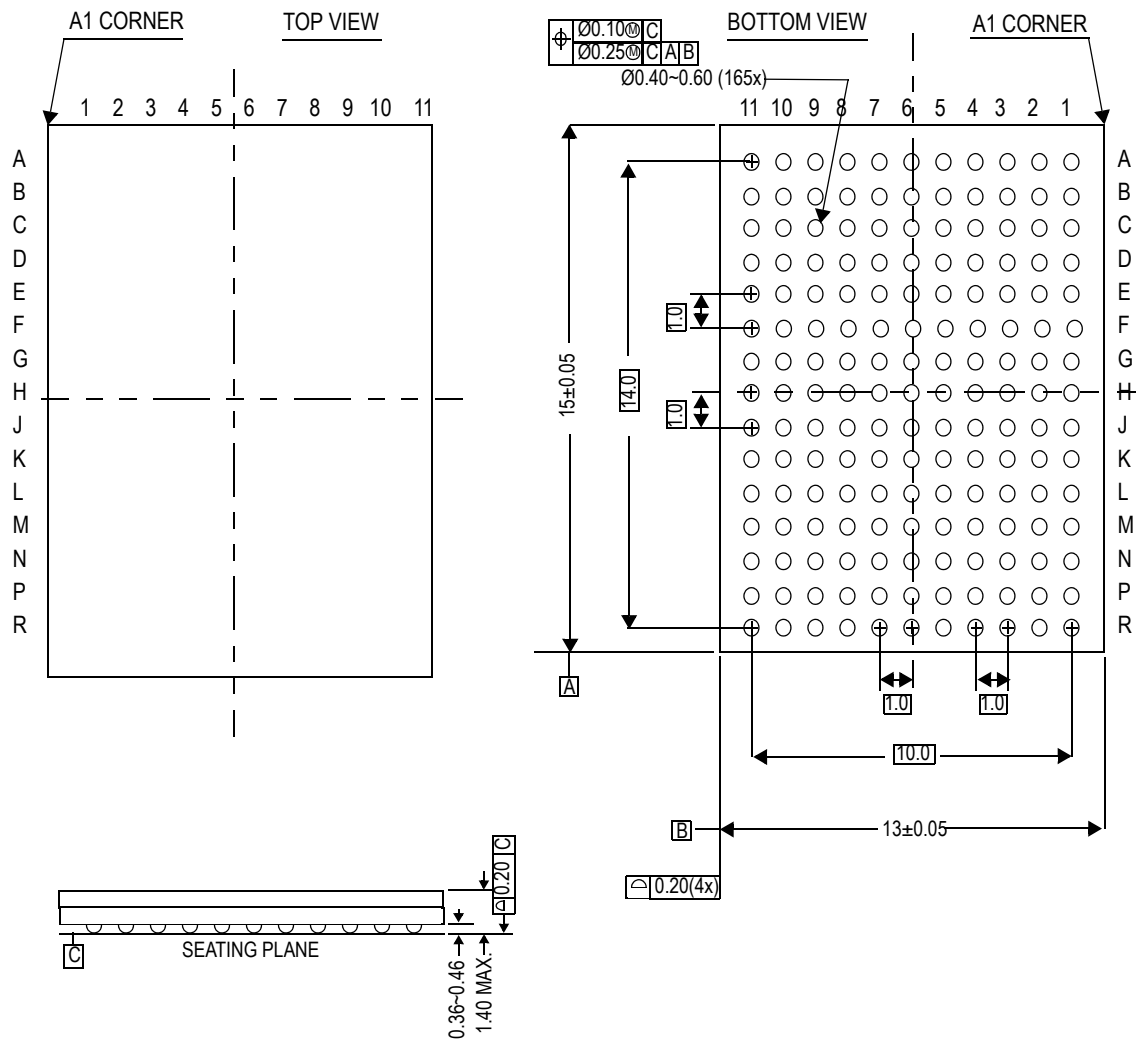 A1 CORNER
TOP VIEW
⌖ Ø0.10Ⓜ C
Ø0.25Ⓜ C A B
BOTTOM VIEW
A1 CORNER
Ø0.40~0.60 (165x)
1 2 3 4 5 6 7 8 9 10 11
11 10 9 8 7 6 5 4 3 2 1
A
B
C
D
E
F
G
H
J
K
L
M
N
P
R
A
B
C
D
E
F
G
H
J
K
L
M
N
P
R
1.0
15±0.05
14.0
1.0
A
1.0
1.0
10.0
B
13±0.05
⌓ 0.20(4x)
⌓ 0.20 C
C
SEATING PLANE
0.36~0.46
1.40 MAX.